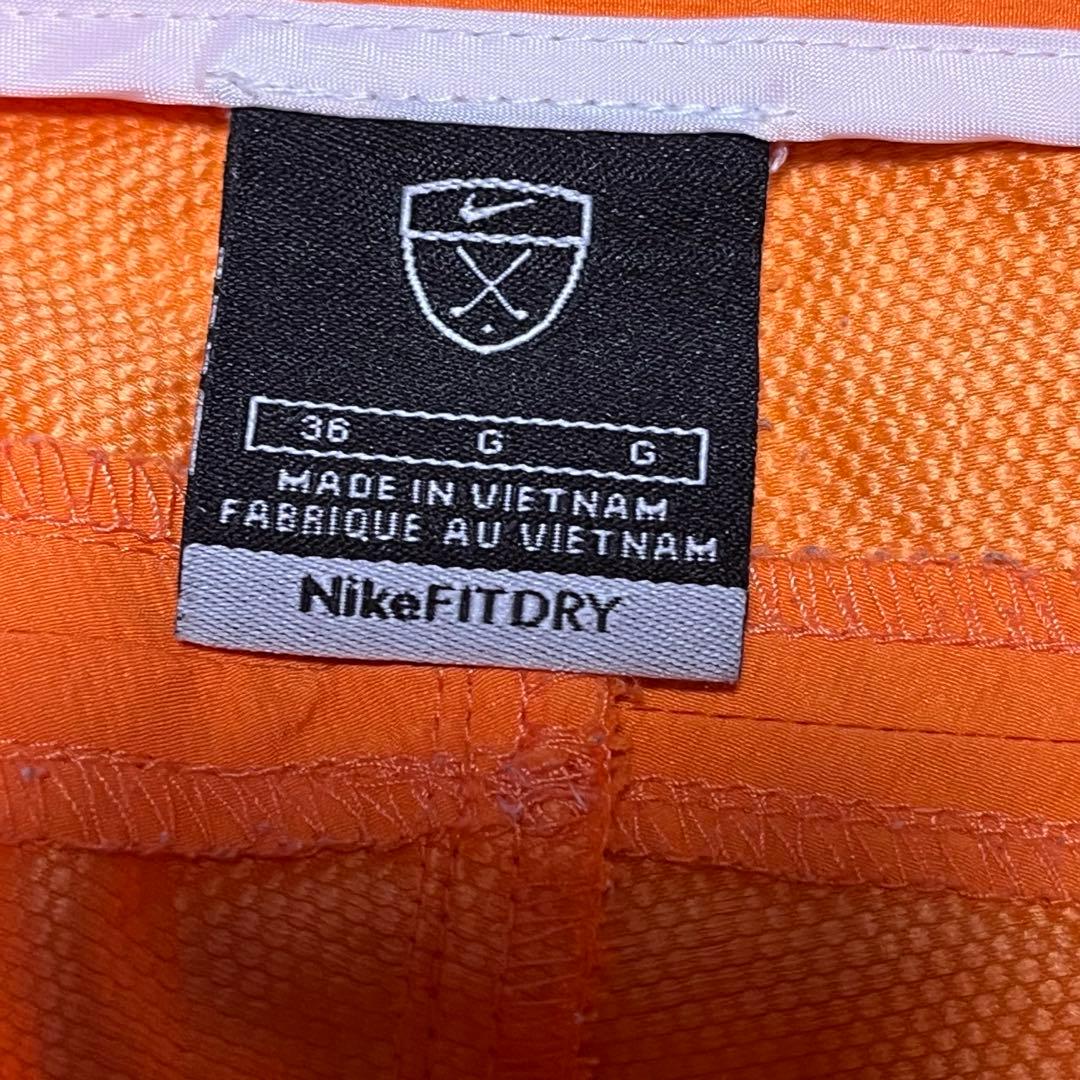 36 G G
MADE IN VIETNAM
FABRIQUE AU VIETNAM
NikeFITDRY